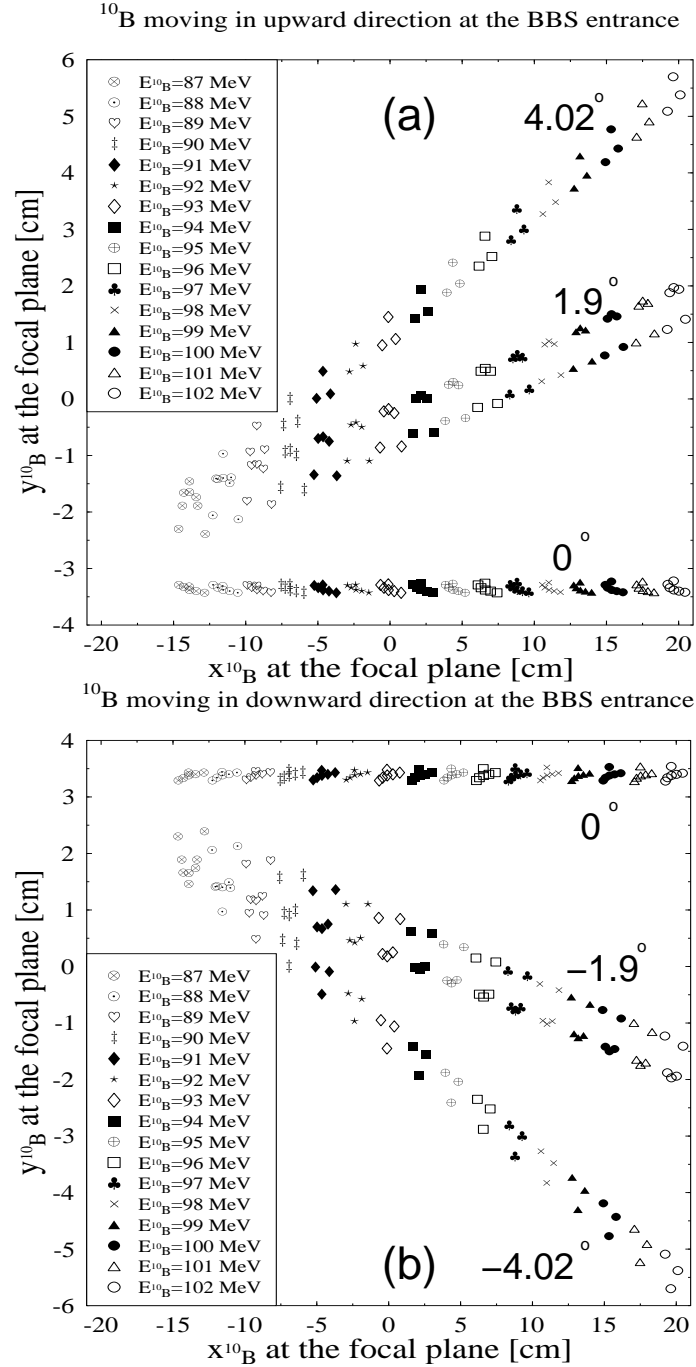 ¹⁰B moving in upward direction at the BBS entrance
6
5
4
3
2
1
0
-1
-2
-3
-4
y¹⁰B at the focal plane [cm]
E¹⁰B=87 MeV
E¹⁰B=88 MeV
E¹⁰B=89 MeV
E¹⁰B=90 MeV
E¹⁰B=91 MeV
E¹⁰B=92 MeV
E¹⁰B=93 MeV
E¹⁰B=94 MeV
E¹⁰B=95 MeV
E¹⁰B=96 MeV
E¹⁰B=97 MeV
E¹⁰B=98 MeV
E¹⁰B=99 MeV
E¹⁰B=100 MeV
E¹⁰B=101 MeV
E¹⁰B=102 MeV
(a)
4.02°
1.9°
0°
-20 -15 -10 -5 0 5 10 15 20
x¹⁰B at the focal plane [cm]
¹⁰B moving in downward direction at the BBS entrance
4
3
2
1
0
-1
-2
-3
-4
-5
-6
y¹⁰B at the focal plane [cm]
0°
−1.9°
−4.02°
(b)
E¹⁰B=87 MeV
E¹⁰B=88 MeV
E¹⁰B=89 MeV
E¹⁰B=90 MeV
E¹⁰B=91 MeV
E¹⁰B=92 MeV
E¹⁰B=93 MeV
E¹⁰B=94 MeV
E¹⁰B=95 MeV
E¹⁰B=96 MeV
E¹⁰B=97 MeV
E¹⁰B=98 MeV
E¹⁰B=99 MeV
E¹⁰B=100 MeV
E¹⁰B=101 MeV
E¹⁰B=102 MeV
-20 -15 -10 -5 0 5 10 15 20
x¹⁰B at the focal plane [cm]